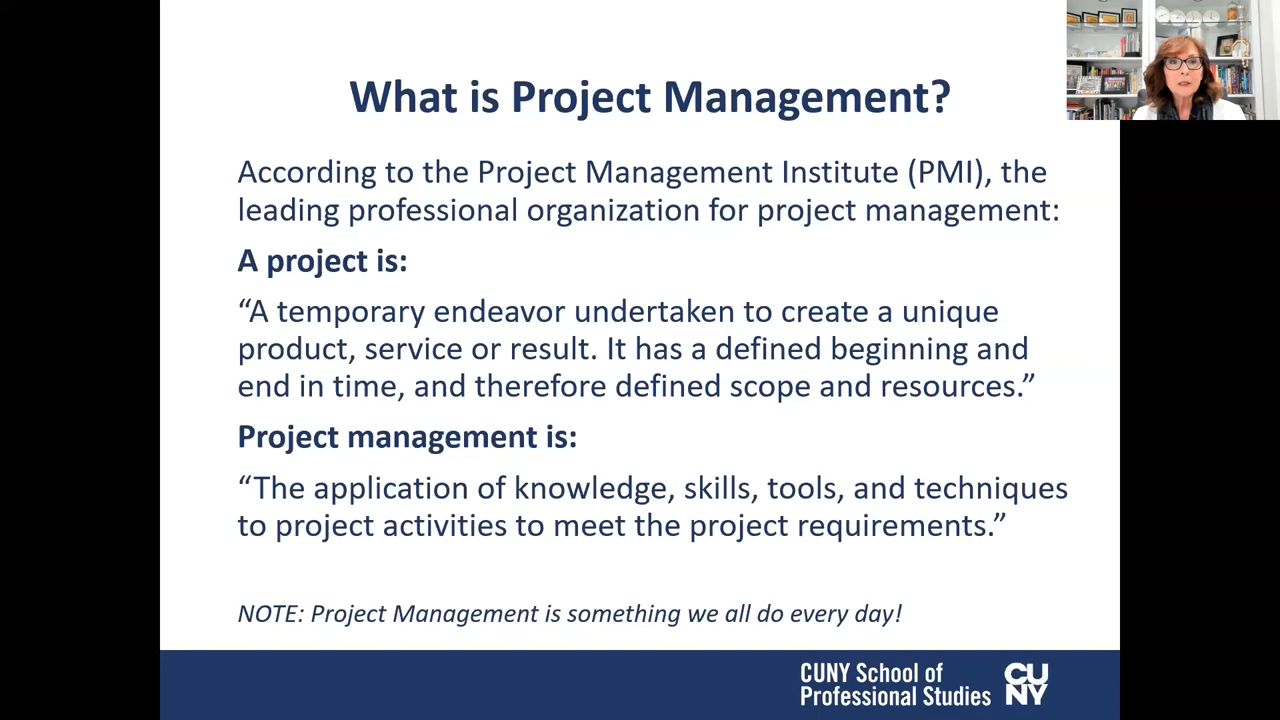 What is Project Management?
According to the Project Management Institute (PMI), the
leading professional organization for project management:
A project is:
“A temporary endeavor undertaken to create a unique
product, service or result. It has a defined beginning and
end in time, and therefore defined scope and resources.”
Project management is:
“The application of knowledge, skills, tools, and techniques
to project activities to meet the project requirements.”
NOTE: Project Management is something we all do every day!
CUNY School of
Professional Studies
CU
NY